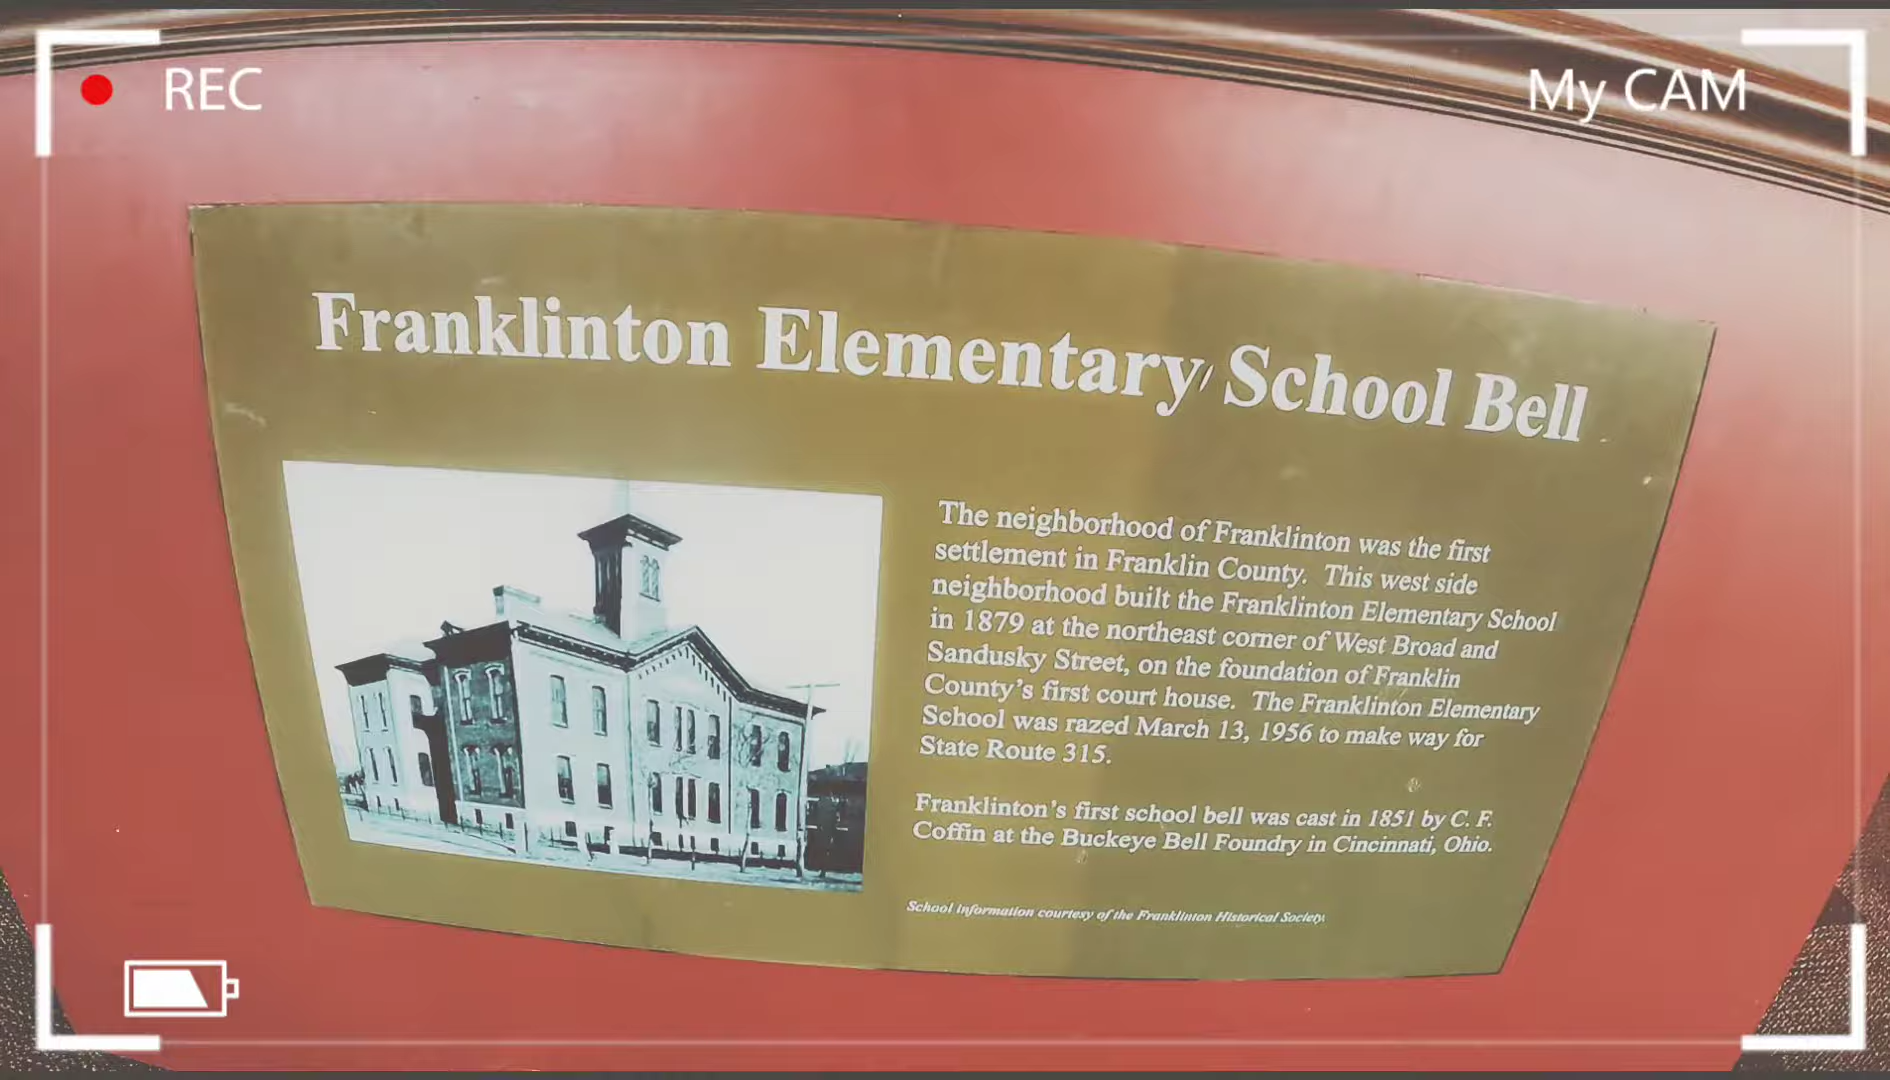 REC
My CAM
Franklinton Elementary School Bell
The neighborhood of Franklinton was the first
settlement in Franklin County. This west side
neighborhood built the Franklinton Elementary School
in 1879 at the northeast corner of West Broad and
Sandusky Street, on the foundation of Franklin
County's first court house. The Franklinton Elementary
School was razed March 13, 1956 to make way for
State Route 315.
Franklinton's first school bell was cast in 1851 by C. F.
Coffin at the Buckeye Bell Foundry in Cincinnati, Ohio.
School information courtesy of the Franklinton Historical Society.